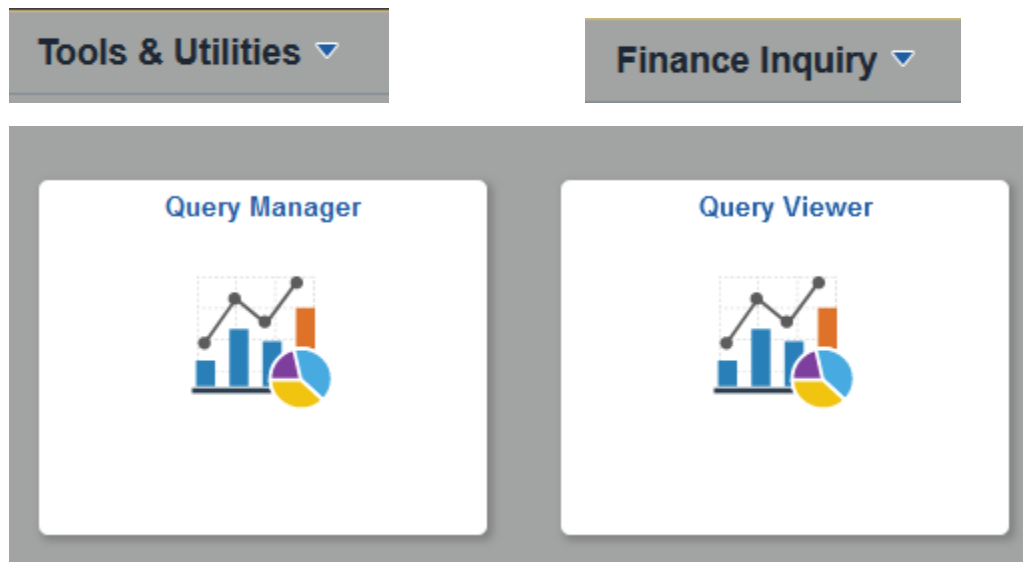 Tools & Utilities
Finance Inquiry
Query Manager
Query Viewer